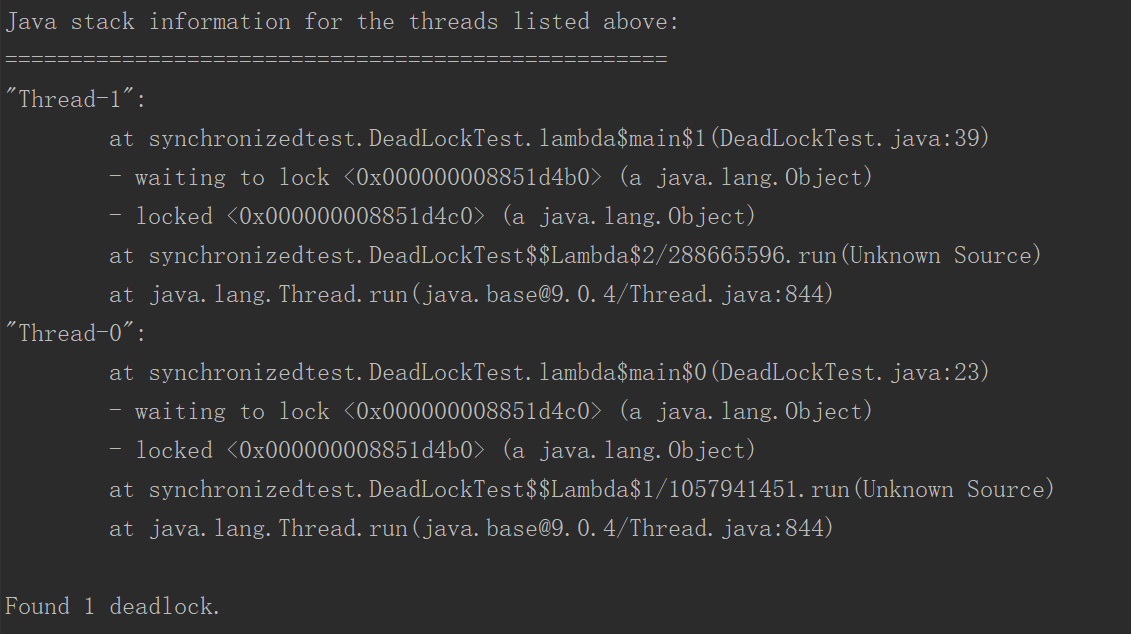 Java stack information for the threads listed above:
===================================================
"Thread-1":
        at synchronizedtest.DeadLockTest.lambda$main$1(DeadLockTest.java:39)
        - waiting to lock <0x000000008851d4b0> (a java.lang.Object)
        - locked <0x000000008851d4c0> (a java.lang.Object)
        at synchronizedtest.DeadLockTest$$Lambda$2/288665596.run(Unknown Source)
        at java.lang.Thread.run(java.base@9.0.4/Thread.java:844)
"Thread-0":
        at synchronizedtest.DeadLockTest.lambda$main$0(DeadLockTest.java:23)
        - waiting to lock <0x000000008851d4c0> (a java.lang.Object)
        - locked <0x000000008851d4b0> (a java.lang.Object)
        at synchronizedtest.DeadLockTest$$Lambda$1/1057941451.run(Unknown Source)
        at java.lang.Thread.run(java.base@9.0.4/Thread.java:844)

Found 1 deadlock.